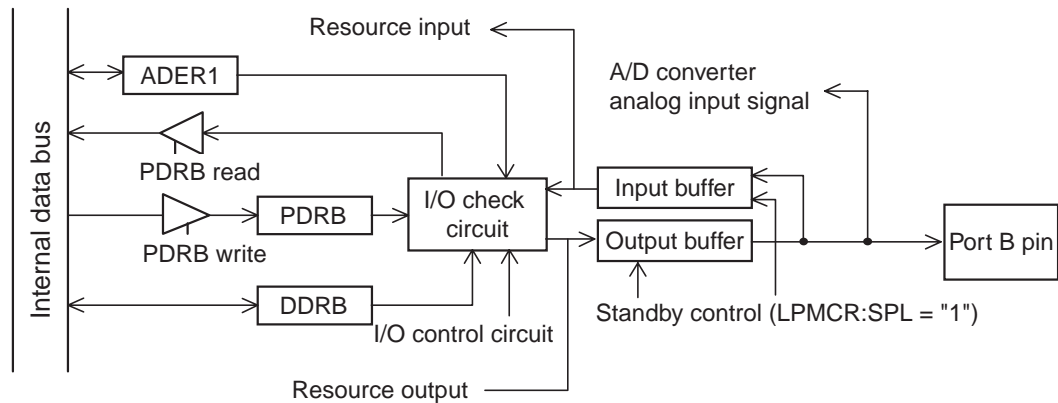 Resource input
A/D converter
analog input signal
ADER1
Internal data bus
PDRB read
I/O check
circuit
Input buffer
PDRB
Output buffer
Port B pin
PDRB write
DDRB
Standby control (LPMCR:SPL = "1")
I/O control circuit
Resource output